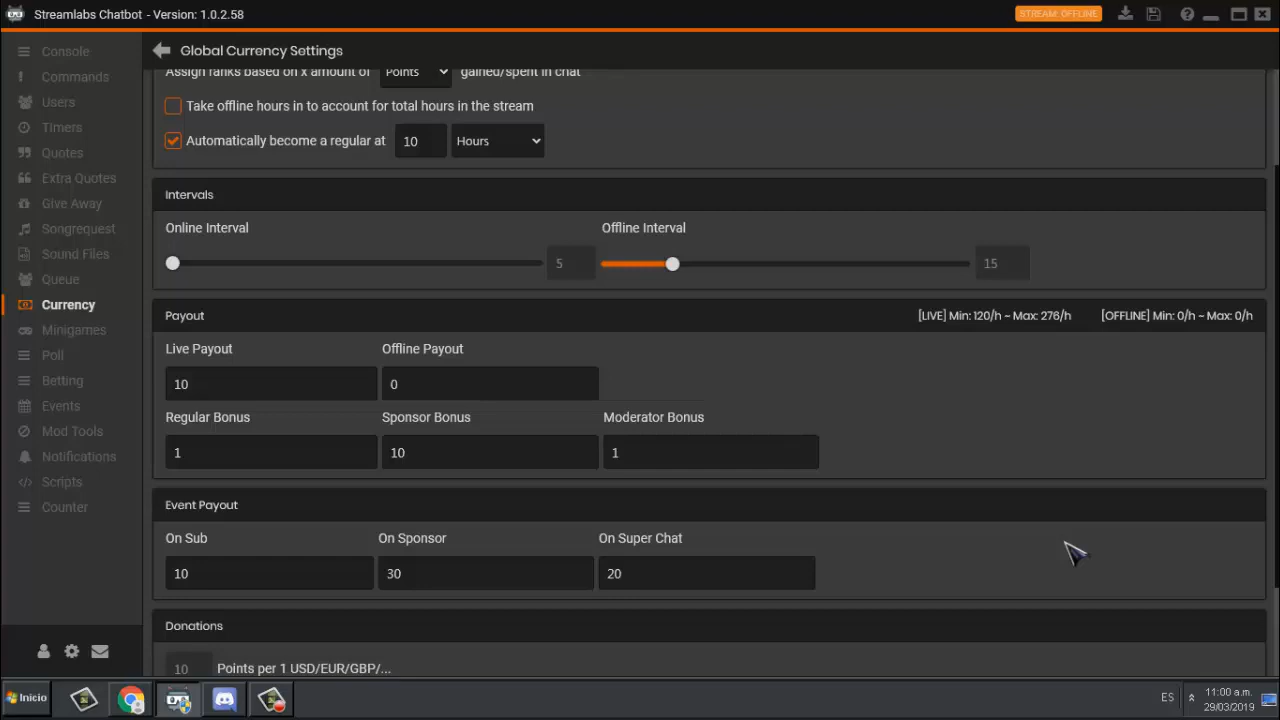 Streamlabs Chatbot - Version: 1.0.2.58
STREAM: OFFLINE
Console
Commands
Users
Timers
Quotes
Extra Quotes
Give Away
Songrequest
Sound Files
Queue
Currency
Minigames
Poll
Betting
Events
Mod Tools
Notifications
Scripts
Counter
Global Currency Settings
Assign ranks based on x amount of Points gained/spent in chat
Take offline hours in to account for total hours in the stream
Automatically become a regular at 10 Hours
Intervals
Online Interval Offline Interval
5 15
Payout [LIVE] Min: 120/h ~ Max: 276/h [OFFLINE] Min: 0/h ~ Max: 0/h
Live Payout Offline Payout
10 0
Regular Bonus Sponsor Bonus Moderator Bonus
1 10 1
Event Payout
On Sub On Sponsor On Super Chat
10 30 20
Donations
10 Points per 1 USD/EUR/GBP/...
Inicio
ES
11:00 a.m.
29/03/2019